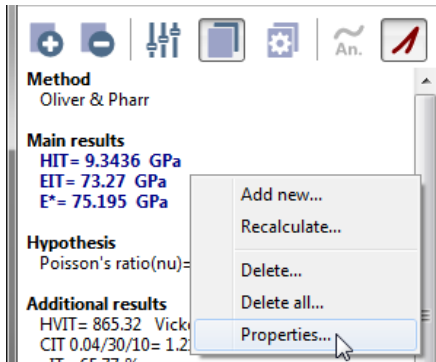 An.
Method
Oliver & Pharr
Main results
HIT= 9.3436 GPa
EIT= 73.27 GPa
E*= 75.195 GPa
Add new...
Recalculate...
Hypothesis
Poisson's ratio(nu)=
Delete...
Additional results
Delete all...
HVIT= 865.32
Properties...
CIT 0.04/30/10= 1.2